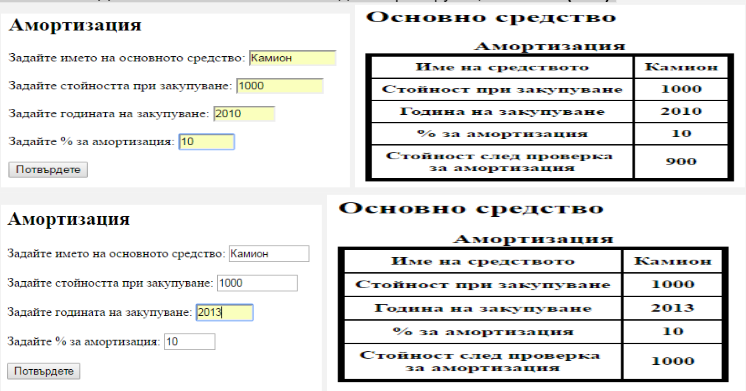 Амортизация
Задайте името на основното средство: Камион
Задайте стойността при закупуване: 1000
Задайте годината на закупуване: 2010
Задайте % за амортизация: 10
Потвърдете
Основно средство
Амортизация
Име на средството Камион
Стойност при закупуване 1000
Година на закупуване 2010
% за амортизация 10
Стойност след проверка
за амортизация 900
Амортизация
Задайте името на основното средство: Камион
Задайте стойността при закупуване: 1000
Задайте годината на закупуване: 2013
Задайте % за амортизация: 10
Потвърдете
Основно средство
Амортизация
Име на средството Камион
Стойност при закупуване 1000
Година на закупуване 2013
% за амортизация 10
Стойност след проверка
за амортизация 1000